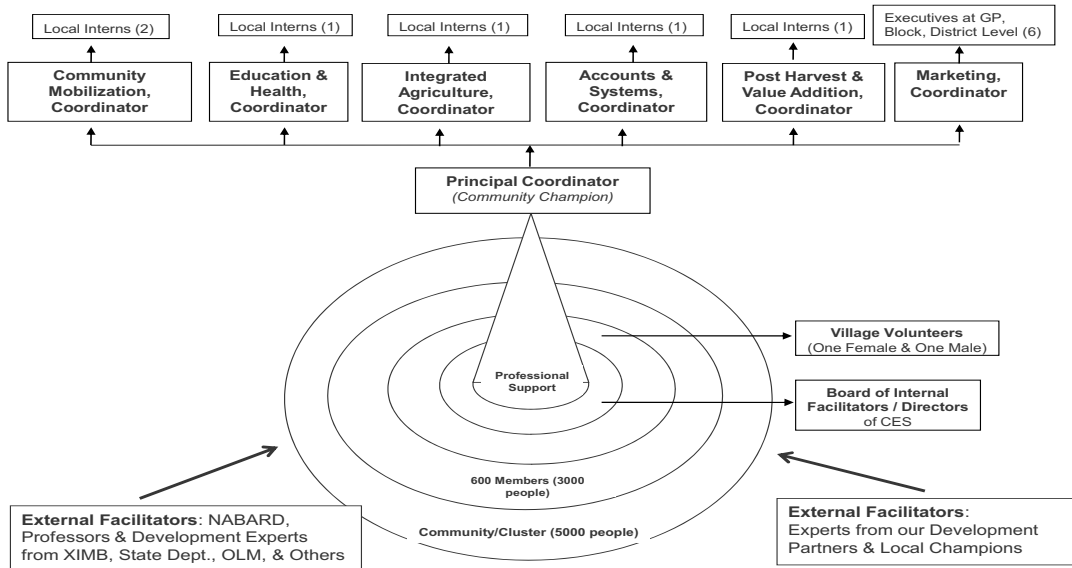 Local Interns (2)
Local Interns (1)
Local Interns (1)
Local Interns (1)
Local Interns (1)
Executives at GP,
Block, District Level (6)
Community
Mobilization,
Coordinator
Education &
Health,
Coordinator
Integrated
Agriculture,
Coordinator
Accounts &
Systems,
Coordinator
Post Harvest &
Value Addition,
Coordinator
Marketing,
Coordinator
Principal Coordinator
(Community Champion)
Village Volunteers
(One Female & One Male)
Professional
Support
Board of Internal
Facilitators / Directors
of CES
600 Members (3000
people)
Community/Cluster (5000 people)
External Facilitators: NABARD,
Professors & Development Experts
from XIMB, State Dept., OLM, & Others
External Facilitators:
Experts from our Development
Partners & Local Champions